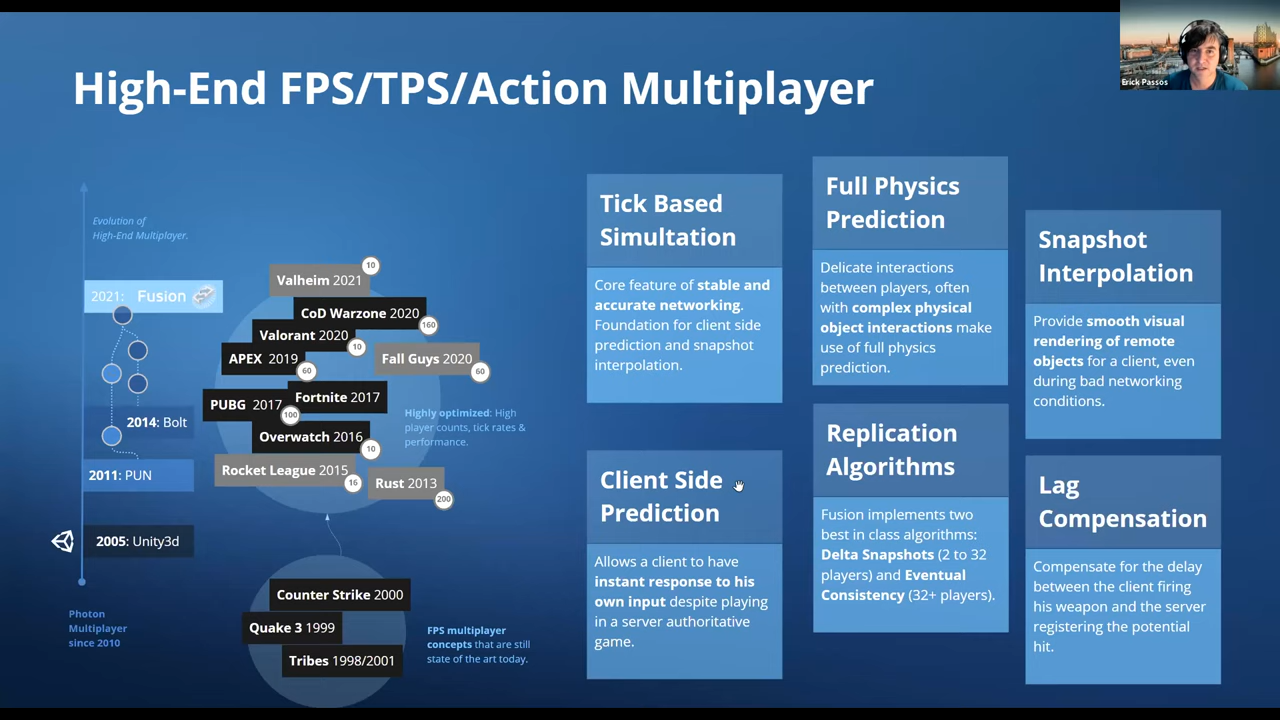 High-End FPS/TPS/Action Multiplayer
Erick Passos
Evolution of
High-End Multiplayer.
2021: Fusion
2014: Bolt
2011: PUN
2005: Unity3d
Photon
Multiplayer
since 2010
Valheim 2021
10
CoD Warzone 2020
160
Valorant 2020
10
APEX 2019
60
Fall Guys 2020
60
Fortnite 2017
PUBG 2017
100
Overwatch 2016
10
Rocket League 2015
16
Rust 2013
200
Highly optimized: High
player counts, tick rates &
performance.
Counter Strike 2000
Quake 3 1999
Tribes 1998/2001
FPS multiplayer
concepts that are still
state of the art today.
Tick Based
Simultation
Core feature of stable and
accurate networking.
Foundation for client side
prediction and snapshot
interpolation.
Client Side
Prediction
Allows a client to have
instant response to his
own input despite playing
in a server authoritative
game.
Full Physics
Prediction
Delicate interactions
between players, often
with complex physical
object interactions make
use of full physics
prediction.
Replication
Algorithms
Fusion implements two
best in class algorithms:
Delta Snapshots (2 to 32
players) and Eventual
Consistency (32+ players).
Snapshot
Interpolation
Provide smooth visual
rendering of remote
objects for a client, even
during bad networking
conditions.
Lag
Compensation
Compensate for the delay
between the client firing
his weapon and the server
registering the potential
hit.